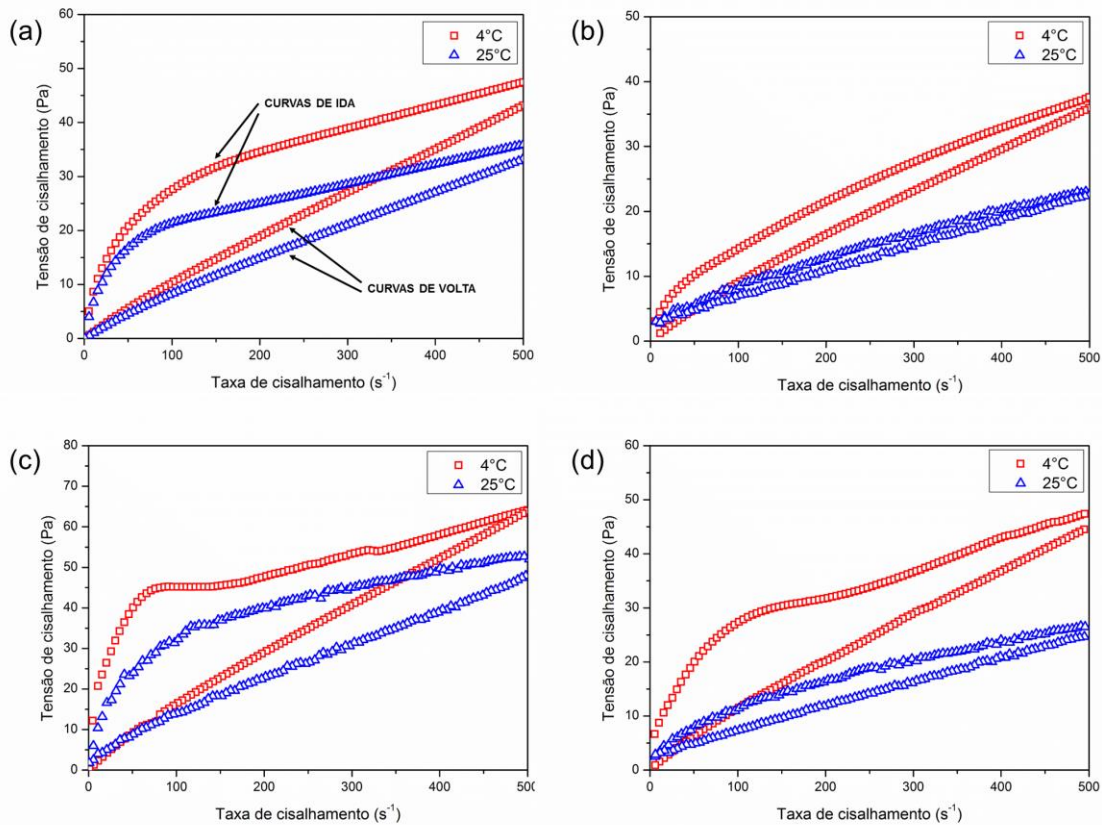 (a)
60
50
40
30
20
10
0
Tensão de cisalhamento (Pa)
4°C
25°C
CURVAS DE IDA
CURVAS DE VOLTA
0 100 200 300 400 500
Taxa de cisalhamento (s⁻¹)
(b)
50
40
30
20
10
0
Tensão de cisalhamento (Pa)
4°C
25°C
0 100 200 300 400 500
Taxa de cisalhamento (s⁻¹)
(c)
80
70
60
50
40
30
20
10
0
Tensão de cisalhamento (Pa)
4°C
25°C
0 100 200 300 400 500
Taxa de cisalhamento (s⁻¹)
(d)
60
50
40
30
20
10
0
Tensão de cisalhamento (Pa)
4°C
25°C
0 100 200 300 400 500
Taxa de cisalhamento (s⁻¹)